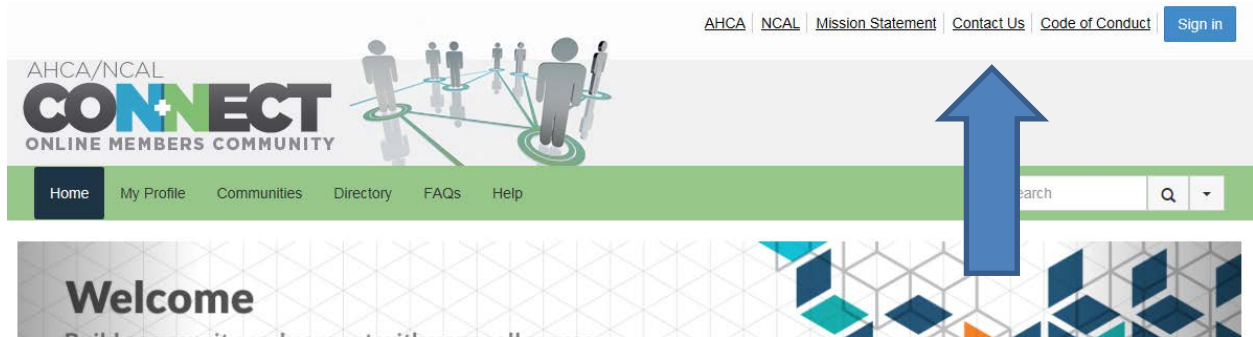 AHCA NCAL Mission Statement Contact Us Code of Conduct Sign in
AHCA/NCAL
CONNECT
ONLINE MEMBERS COMMUNITY
Home My Profile Communities Directory FAQs Help
Welcome